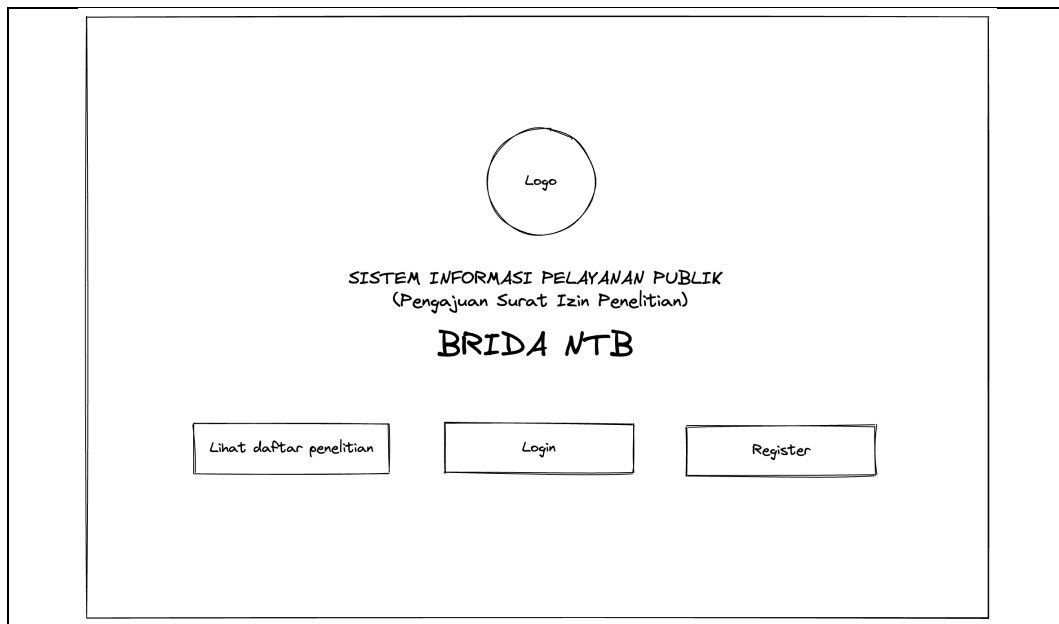 Logo
SISTEM INFORMASI PELAYANAN PUBLIK
(Pengajuan Surat Izin Penelitian)
BRIDA NTB
Lihat daftar penelitian
Login
Register